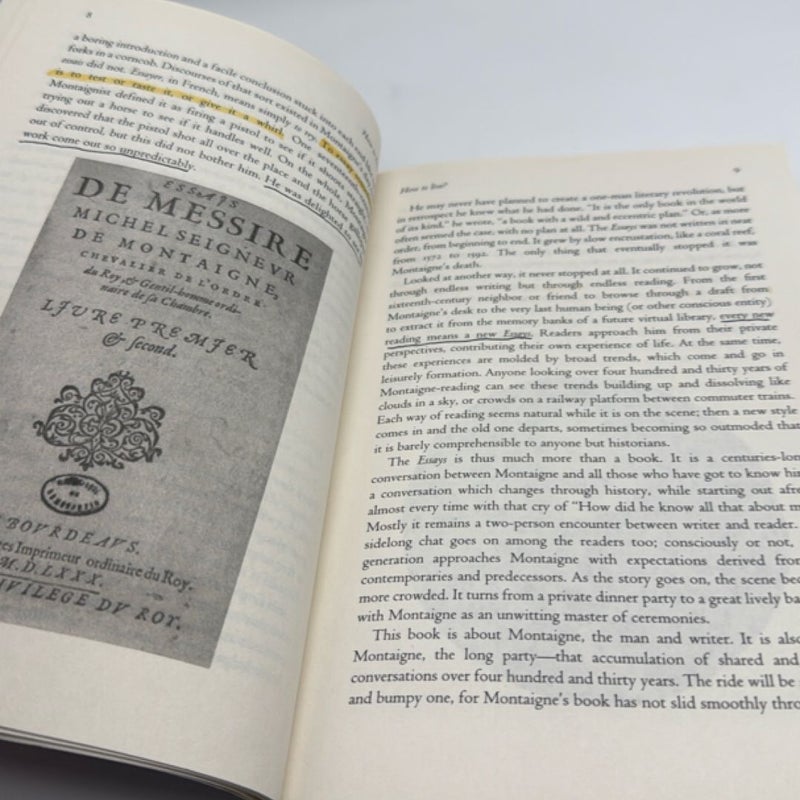 8
a boring introduction and a facile conclusion stuck into each end like
forks in a corncob. Discourses of that sort existed in Montaigne's day
did not. Essayer, in French, means simply to try. To essay
is to test or taste it, or give it a whirl. One seventeenth
Montaignist defined it as firing a pistol to see if it shoots straight,
trying out a horse to see if it handles well. On the whole, Mon
discovered that the pistol shot all over the place and the horse gallo
out of control, but this did not bother him. He was delighted to see
work come out so unpredictably.
ESSAIS
DE MESSIRE
MICHEL SEIGNEVR
DE MONTAIGNE,
CHEVALIER DE L'ORDRE
du Roy, & Gentil-homme ordi-
naire de sa Chambre.
LIVRE PREMIER
& second.
BOVRDEAVS.
es Imprimeur ordinaire du Roy.
M.D.LXXX.
IVILEGE DV ROY.
How to live?
9
He may never have planned to create a one-man literary revolution, but
in retrospect he knew what he had done. "It is the only book in the world
of its kind," he wrote, "a book with a wild and eccentric plan." Or, as more
often seemed the case, with no plan at all. The Essays was not written in neat
order, from beginning to end. It grew by slow encrustation, like a coral reef,
from 1572 to 1592. The only thing that eventually stopped it was
Montaigne's death.
Looked at another way, it never stopped at all. It continued to grow, not
through endless writing but through endless reading. From the first
sixteenth-century neighbor or friend to browse through a draft from
Montaigne's desk to the very last human being (or other conscious entity)
to extract it from the memory banks of a future virtual library, every new
reading means a new Essays. Readers approach him from their private
perspectives, contributing their own experience of life. At the same time,
these experiences are molded by broad trends, which come and go in
leisurely formation. Anyone looking over four hundred and thirty years of
Montaigne-reading can see these trends building up and dissolving like
clouds in a sky, or crowds on a railway platform between commuter trains.
Each way of reading seems natural while it is on the scene; then a new style
comes in and the old one departs, sometimes becoming so outmoded that
it is barely comprehensible to anyone but historians.
The Essays is thus much more than a book. It is a centuries-lon
conversation between Montaigne and all those who have got to know hi
a conversation which changes through history, while starting out afre
almost every time with that cry of "How did he know all that about m
Mostly it remains a two-person encounter between writer and reader.
sidelong chat goes on among the readers too; consciously or not,
generation approaches Montaigne with expectations derived from
contemporaries and predecessors. As the story goes on, the scene bec
more crowded. It turns from a private dinner party to a great lively ba
with Montaigne as an unwitting master of ceremonies.
This book is about Montaigne, the man and writer. It is also
Montaigne, the long party—that accumulation of shared and
conversations over four hundred and thirty years. The ride will be
and bumpy one, for Montaigne's book has not slid smoothly thro